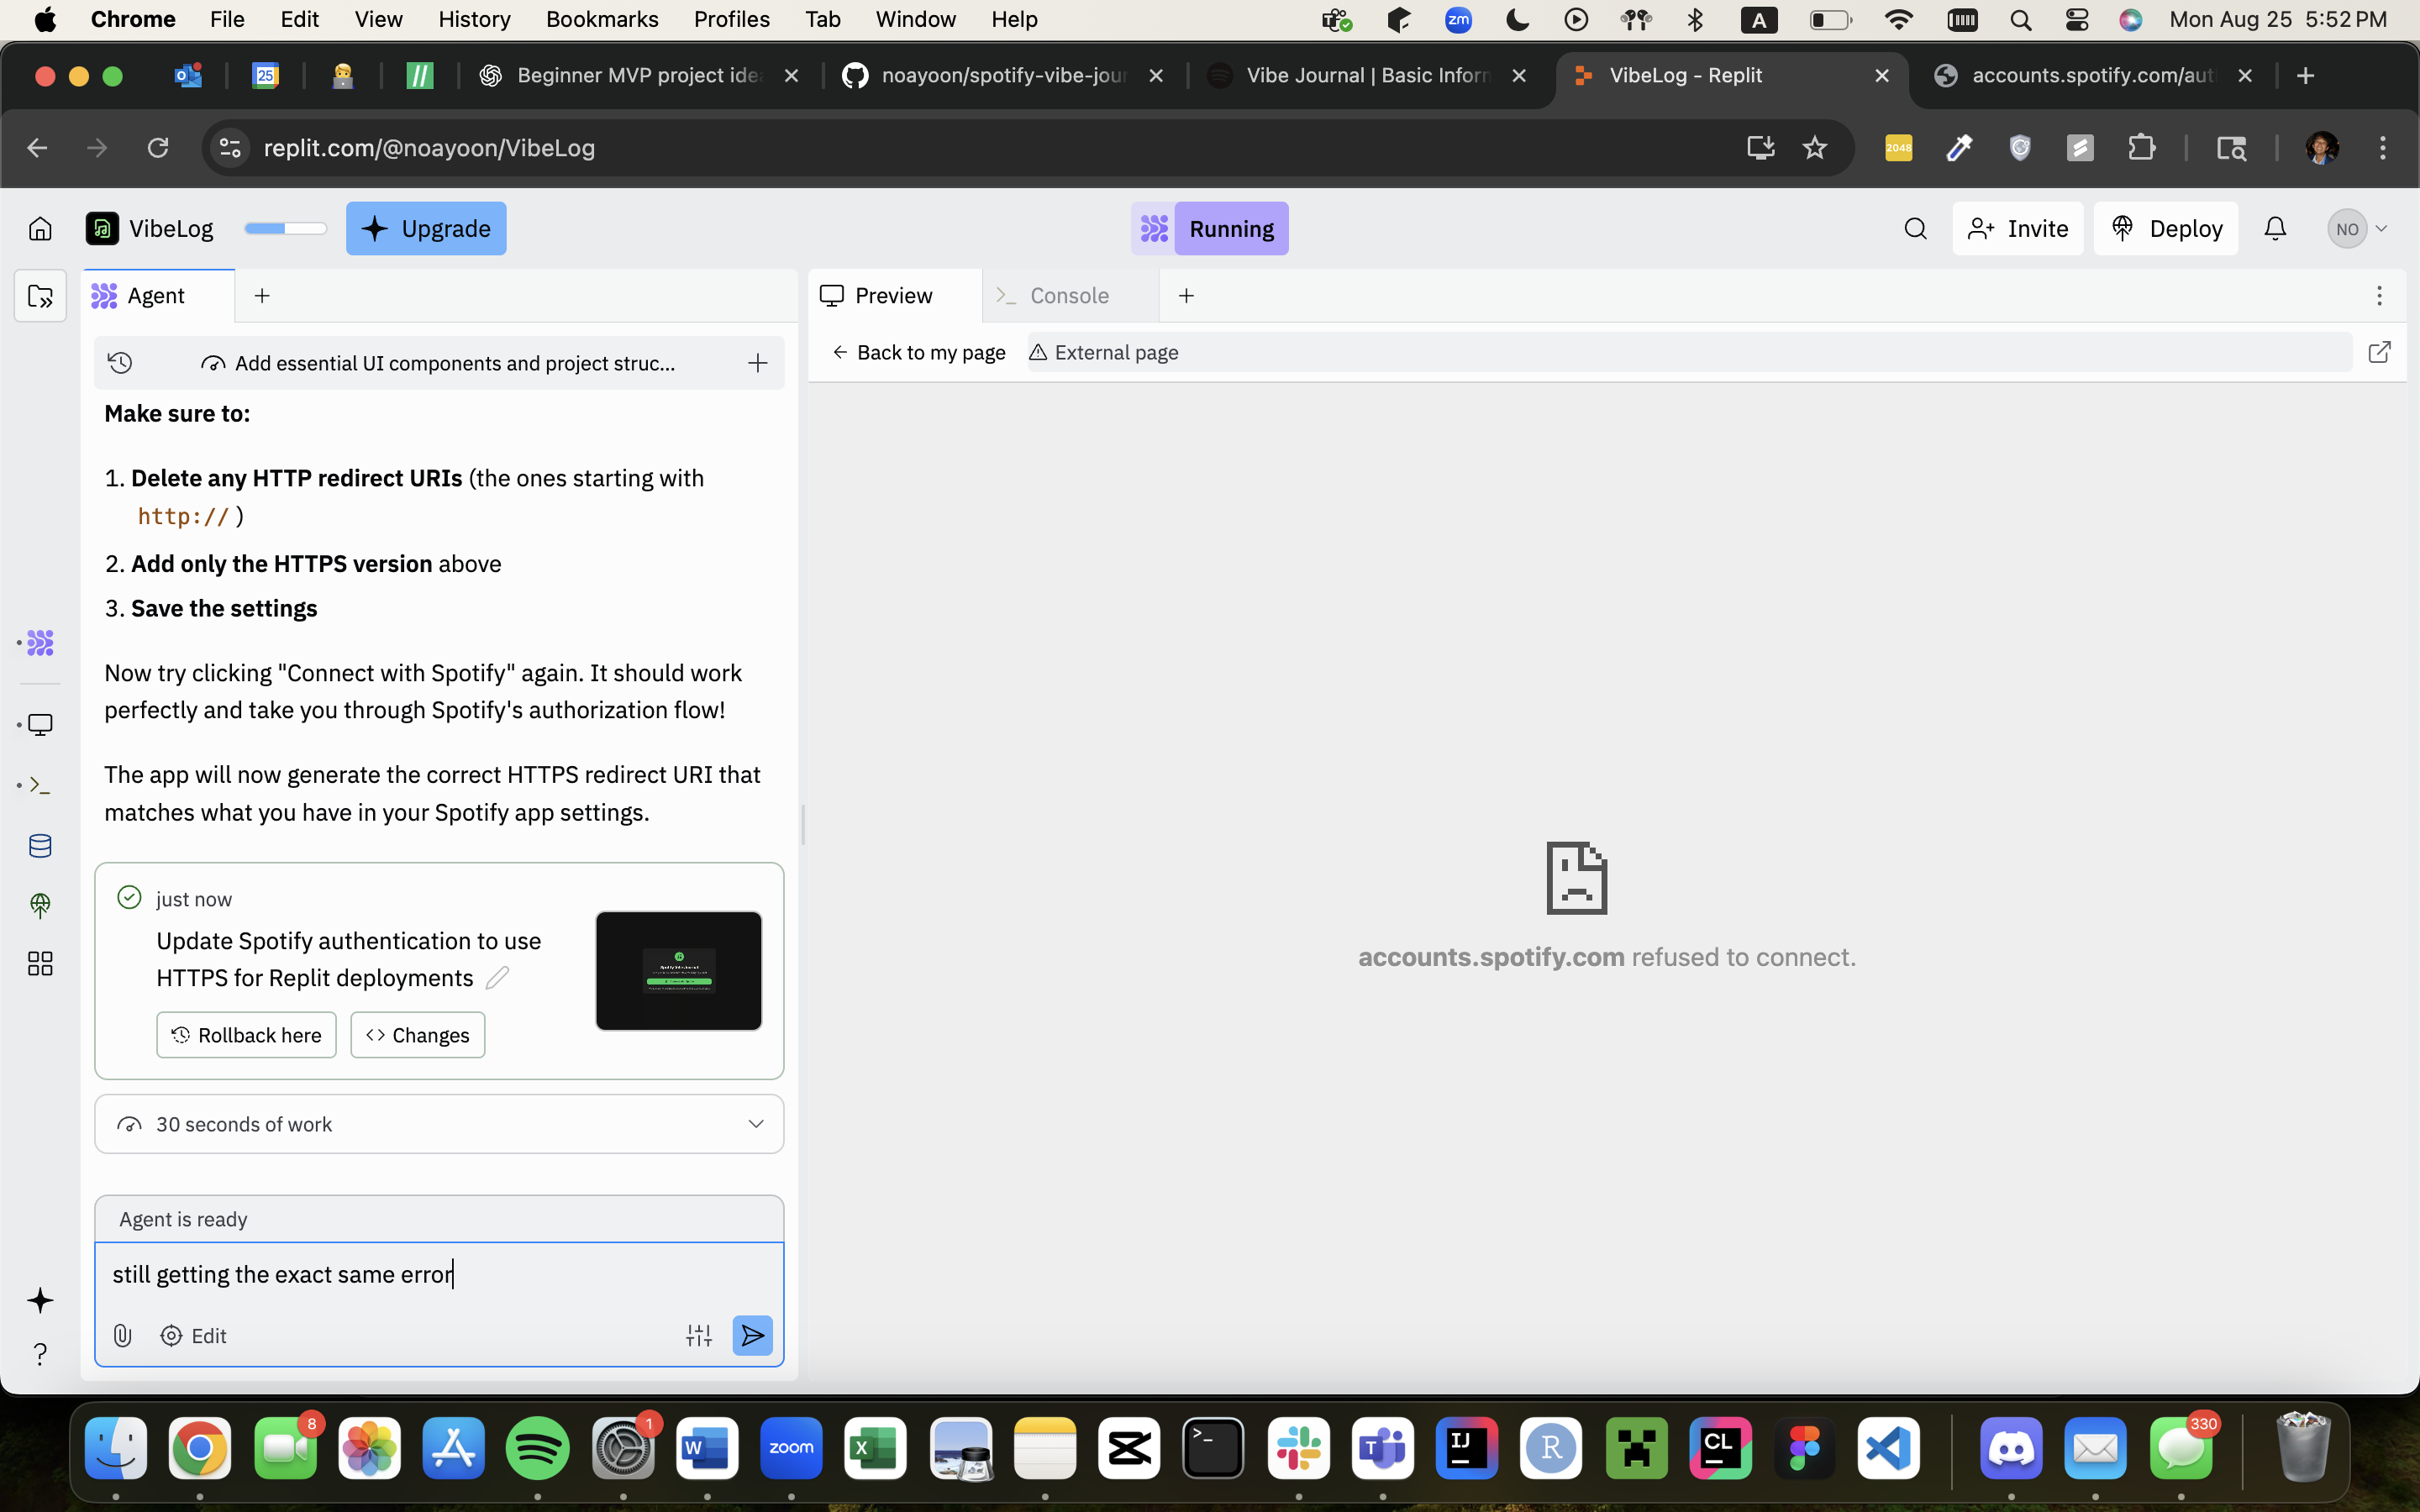 Chrome File Edit View History Bookmarks Profiles Tab Window Help
zm A Mon Aug 25 5:52 PM
25 // Beginner MVP project ide noayoon/spotify-vibe-jour Vibe Journal | Basic Inforn VibeLog - Replit accounts.spotify.com/aut
replit.com/@noayoon/VibeLog
2048
VibeLog Upgrade Running Invite Deploy NO
Agent
Preview Console
Add essential UI components and project struc...
Back to my page External page
Make sure to:
1. Delete any HTTP redirect URIs (the ones starting with
http:// )
2. Add only the HTTPS version above
3. Save the settings
Now try clicking "Connect with Spotify" again. It should work
perfectly and take you through Spotify's authorization flow!
The app will now generate the correct HTTPS redirect URI that
matches what you have in your Spotify app settings.
just now
Update Spotify authentication to use
HTTPS for Replit deployments
Rollback here Changes
30 seconds of work
Agent is ready
still getting the exact same error
Edit
accounts.spotify.com refused to connect.
8 1 W zoom X T IJ R CL 330